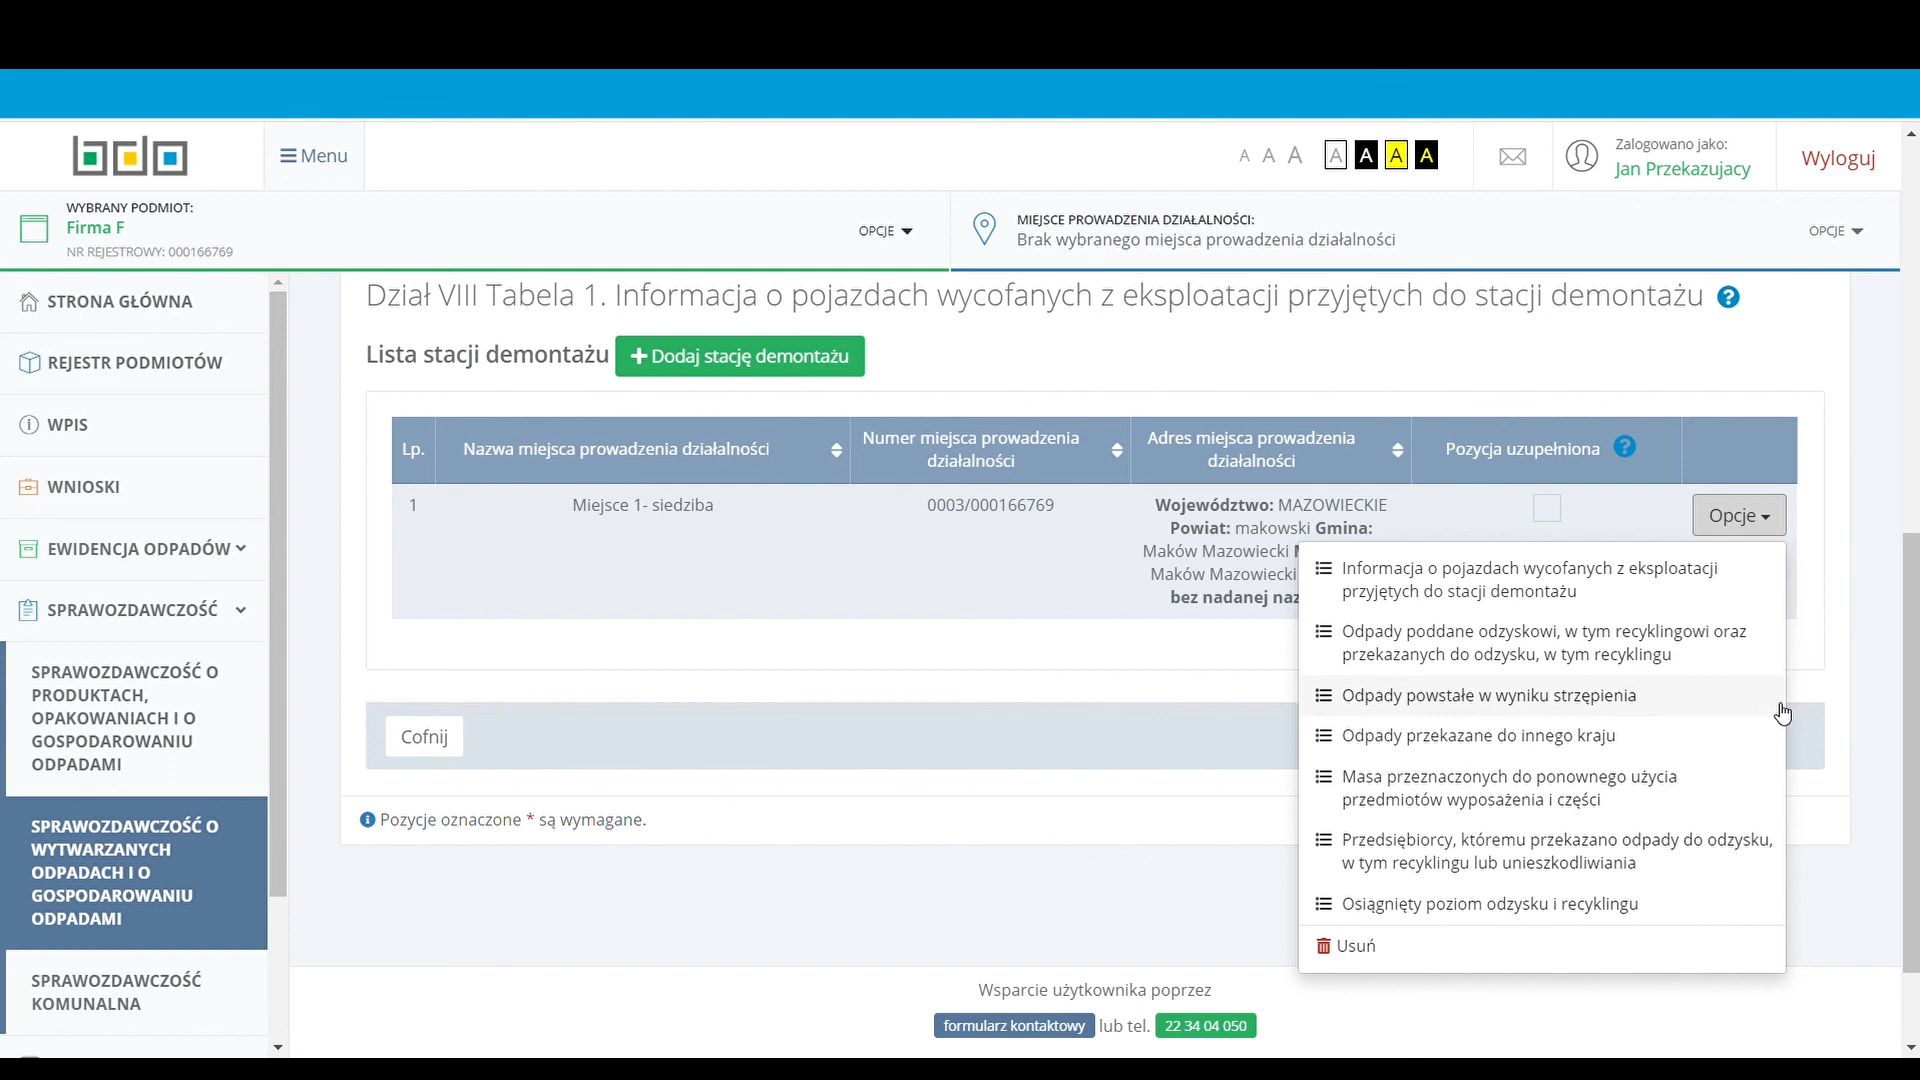 bdo
Menu
A A A A A A A
Zalogowano jako:
Jan Przekazujacy
Wyloguj
WYBRANY PODMIOT:
Firma F
NR REJESTROWY: 000166769
OPCJE
MIEJSCE PROWADZENIA DZIAŁALNOŚCI:
Brak wybranego miejsca prowadzenia działalności
OPCJE
STRONA GŁÓWNA
REJESTR PODMIOTÓW
WPIS
WNIOSKI
EWIDENCJA ODPADÓW
SPRAWOZDAWCZOŚĆ
SPRAWOZDAWCZOŚĆ O
PRODUKTACH,
OPAKOWANIACH I O
GOSPODAROWANIU
ODPADAMI
SPRAWOZDAWCZOŚĆ O
WYTWARZANYCH
ODPADACH I O
GOSPODAROWANIU
ODPADAMI
SPRAWOZDAWCZOŚĆ
KOMUNALNA
Dział VIII Tabela 1. Informacja o pojazdach wycofanych z eksploatacji przyjętych do stacji demontażu ?
Lista stacji demontażu + Dodaj stację demontażu
Lp.
Nazwa miejsca prowadzenia działalności
Numer miejsca prowadzenia
działalności
Adres miejsca prowadzenia
działalności
Pozycja uzupełniona ?
1
Miejsce 1- siedziba
0003/000166769
Województwo: MAZOWIECKIE
Powiat: makowski Gmina:
Maków Mazowiecki
Maków Mazowiecki
bez nadanej naz
Opcje
Informacja o pojazdach wycofanych z eksploatacji
przyjętych do stacji demontażu
Odpady poddane odzyskowi, w tym recyklingowi oraz
przekazanych do odzysku, w tym recyklingu
Odpady powstałe w wyniku strzępienia
Odpady przekazane do innego kraju
Masa przeznaczonych do ponownego użycia
przedmiotów wyposażenia i części
Przedsiębiorcy, któremu przekazano odpady do odzysku,
w tym recyklingu lub unieszkodliwiania
Osiągnięty poziom odzysku i recyklingu
Usuń
Cofnij
Pozycje oznaczone * są wymagane.
Wsparcie użytkownika poprzez
formularz kontaktowy lub tel. 22 34 04 050